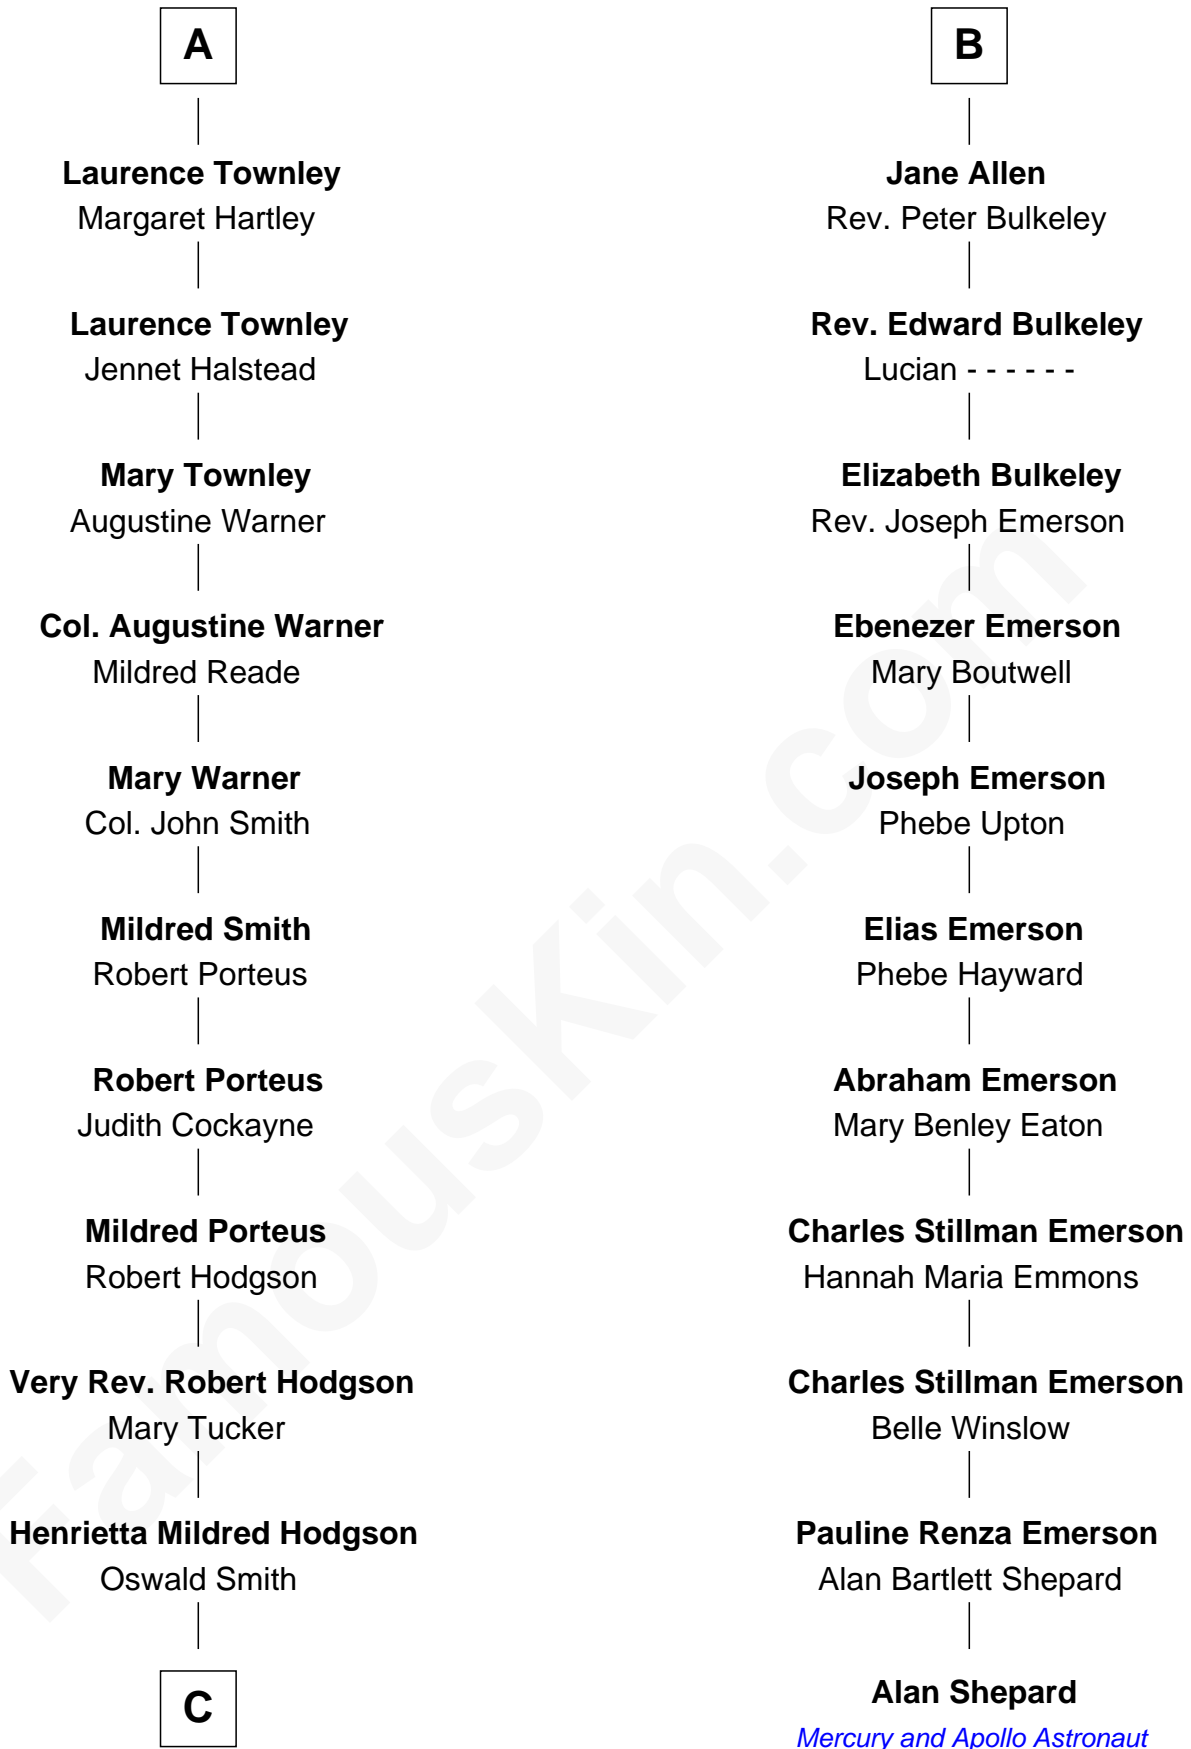 A
Laurence Townley
Margaret Hartley
Laurence Townley
Jennet Halstead
Mary Townley
Augustine Warner
Col. Augustine Warner
Mildred Reade
Mary Warner
Col. John Smith
Mildred Smith
Robert Porteus
Robert Porteus
Judith Cockayne
Mildred Porteus
Robert Hodgson
Very Rev. Robert Hodgson
Mary Tucker
Henrietta Mildred Hodgson
Oswald Smith
C
B
Jane Allen
Rev. Peter Bulkeley
Rev. Edward Bulkeley
Lucian - - - - - -
Elizabeth Bulkeley
Rev. Joseph Emerson
Ebenezer Emerson
Mary Boutwell
Joseph Emerson
Phebe Upton
Elias Emerson
Phebe Hayward
Abraham Emerson
Mary Benley Eaton
Charles Stillman Emerson
Hannah Maria Emmons
Charles Stillman Emerson
Belle Winslow
Pauline Renza Emerson
Alan Bartlett Shepard
Alan Shepard
Mercury and Apollo Astronaut
FamousKin.com